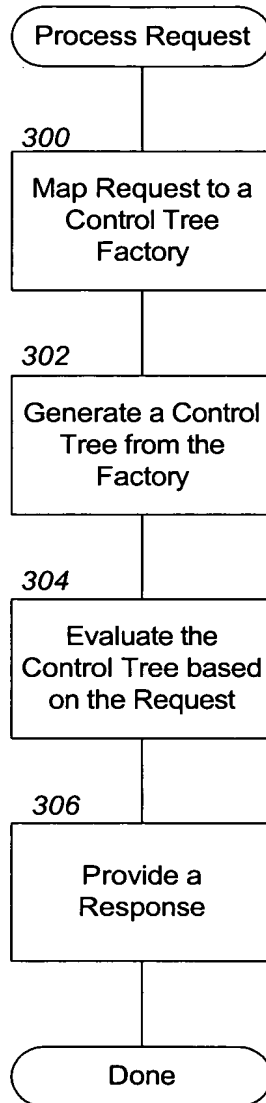 Process Request
300
Map Request to a
Control Tree
Factory
302
Generate a Control
Tree from the
Factory
304
Evaluate the
Control Tree based
on the Request
306
Provide a
Response
Done